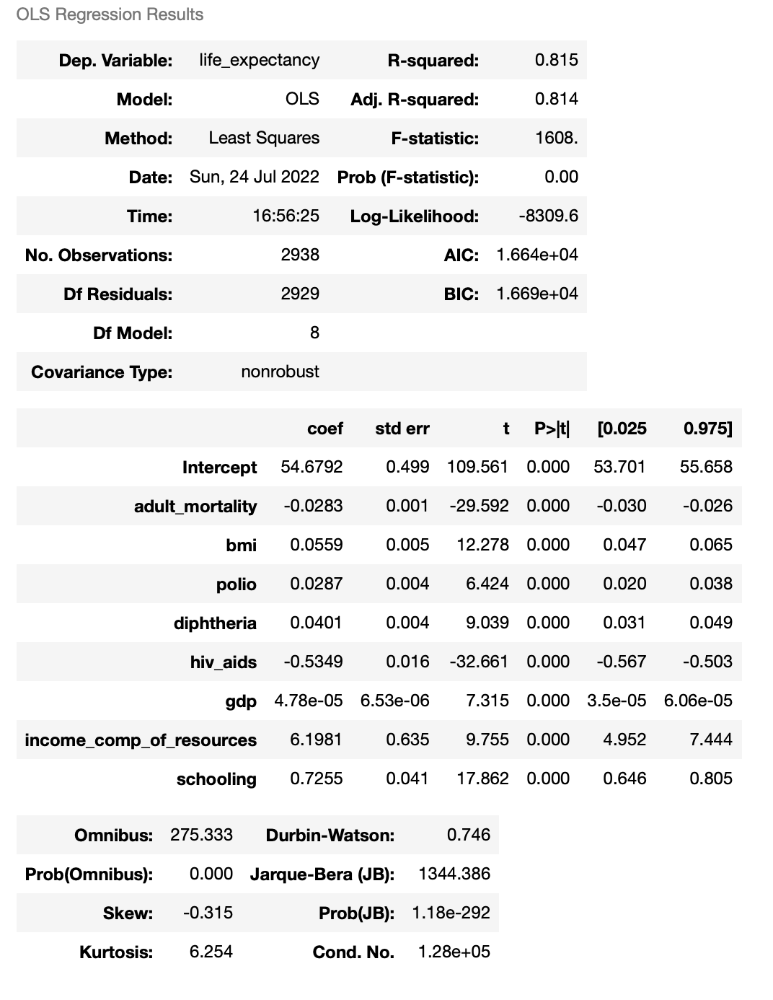 OLS Regression Results
Dep. Variable: life_expectancy R-squared: 0.815
Model: OLS Adj. R-squared: 0.814
Method: Least Squares F-statistic: 1608.
Date: Sun, 24 Jul 2022 Prob (F-statistic): 0.00
Time: 16:56:25 Log-Likelihood: -8309.6
No. Observations: 2938 AIC: 1.664e+04
Df Residuals: 2929 BIC: 1.669e+04
Df Model: 8
Covariance Type: nonrobust
coef std err t P>|t| [0.025 0.975]
Intercept 54.6792 0.499 109.561 0.000 53.701 55.658
adult_mortality -0.0283 0.001 -29.592 0.000 -0.030 -0.026
bmi 0.0559 0.005 12.278 0.000 0.047 0.065
polio 0.0287 0.004 6.424 0.000 0.020 0.038
diphtheria 0.0401 0.004 9.039 0.000 0.031 0.049
hiv_aids -0.5349 0.016 -32.661 0.000 -0.567 -0.503
gdp 4.78e-05 6.53e-06 7.315 0.000 3.5e-05 6.06e-05
income_comp_of_resources 6.1981 0.635 9.755 0.000 4.952 7.444
schooling 0.7255 0.041 17.862 0.000 0.646 0.805
Omnibus: 275.333 Durbin-Watson: 0.746
Prob(Omnibus): 0.000 Jarque-Bera (JB): 1344.386
Skew: -0.315 Prob(JB): 1.18e-292
Kurtosis: 6.254 Cond. No. 1.28e+05